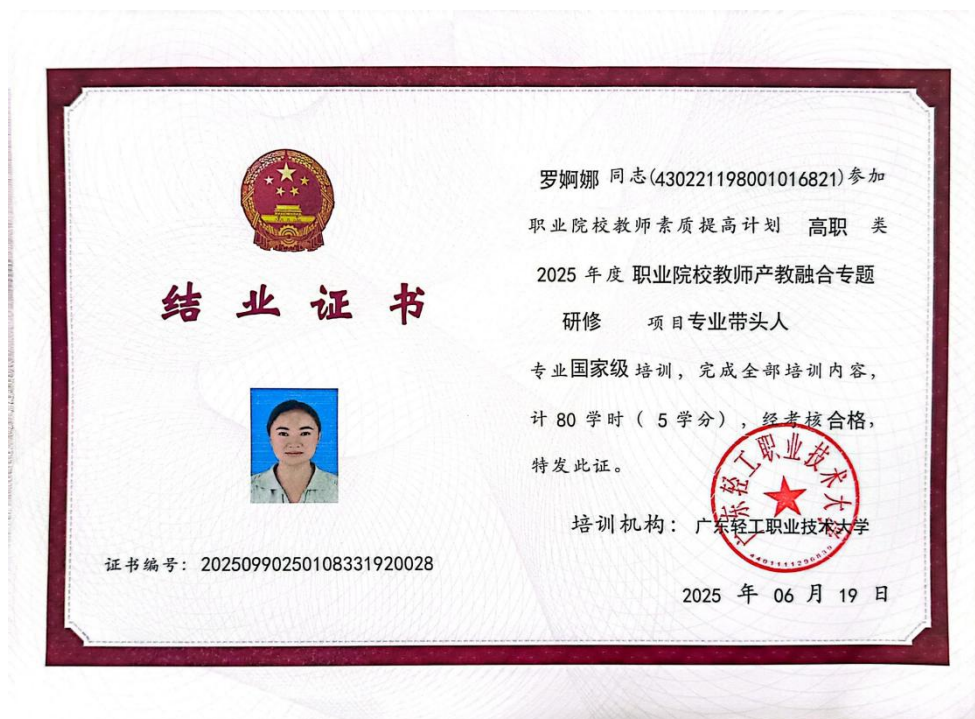 结业证书
证书编号: 20250990250108331920028
罗婀娜 同志(430221198001016821)参加
职业院校教师素质提高计划 高职 类
2025 年度 职业院校教师产教融合专题
研修 项目专业带头人
专业国家级 培训, 完成全部培训内容,
计 80 学时 ( 5 学分) , 经考核合格,
特发此证。
培训机构: 广东轻工职业技术大学
2025 年 06 月 19 日
广东轻工职业技术大学